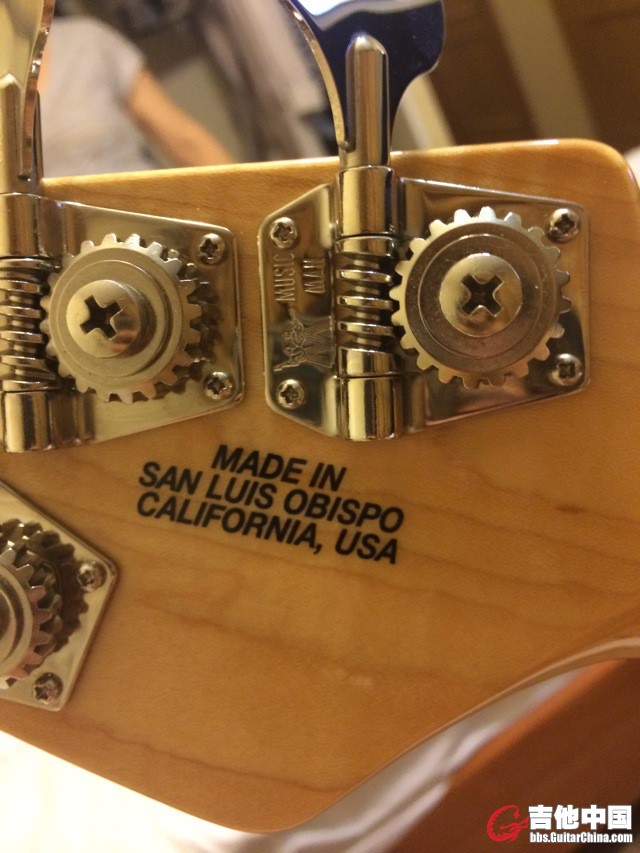 MUSIC
MAN
MADE IN
SAN LUIS OBISPO
CALIFORNIA, USA
吉他中国
bbs.GuitarChina.com